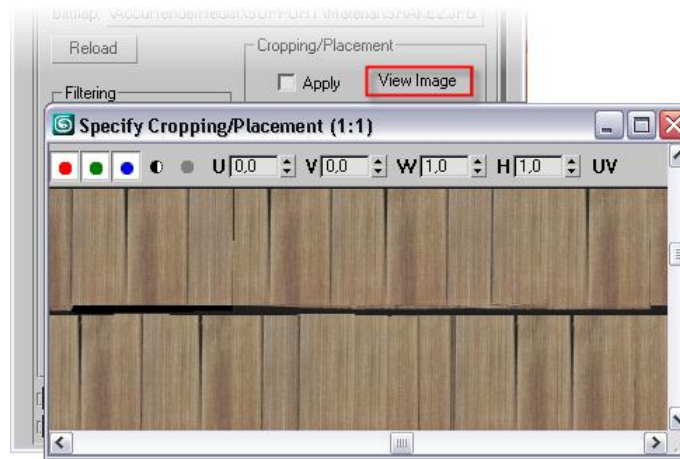 Bitmap:
Reload
Cropping/Placement
Apply
View Image
Filtering
Specify Cropping/Placement (1:1)
U 0,0 V 0,0 W 1,0 H 1,0 UV